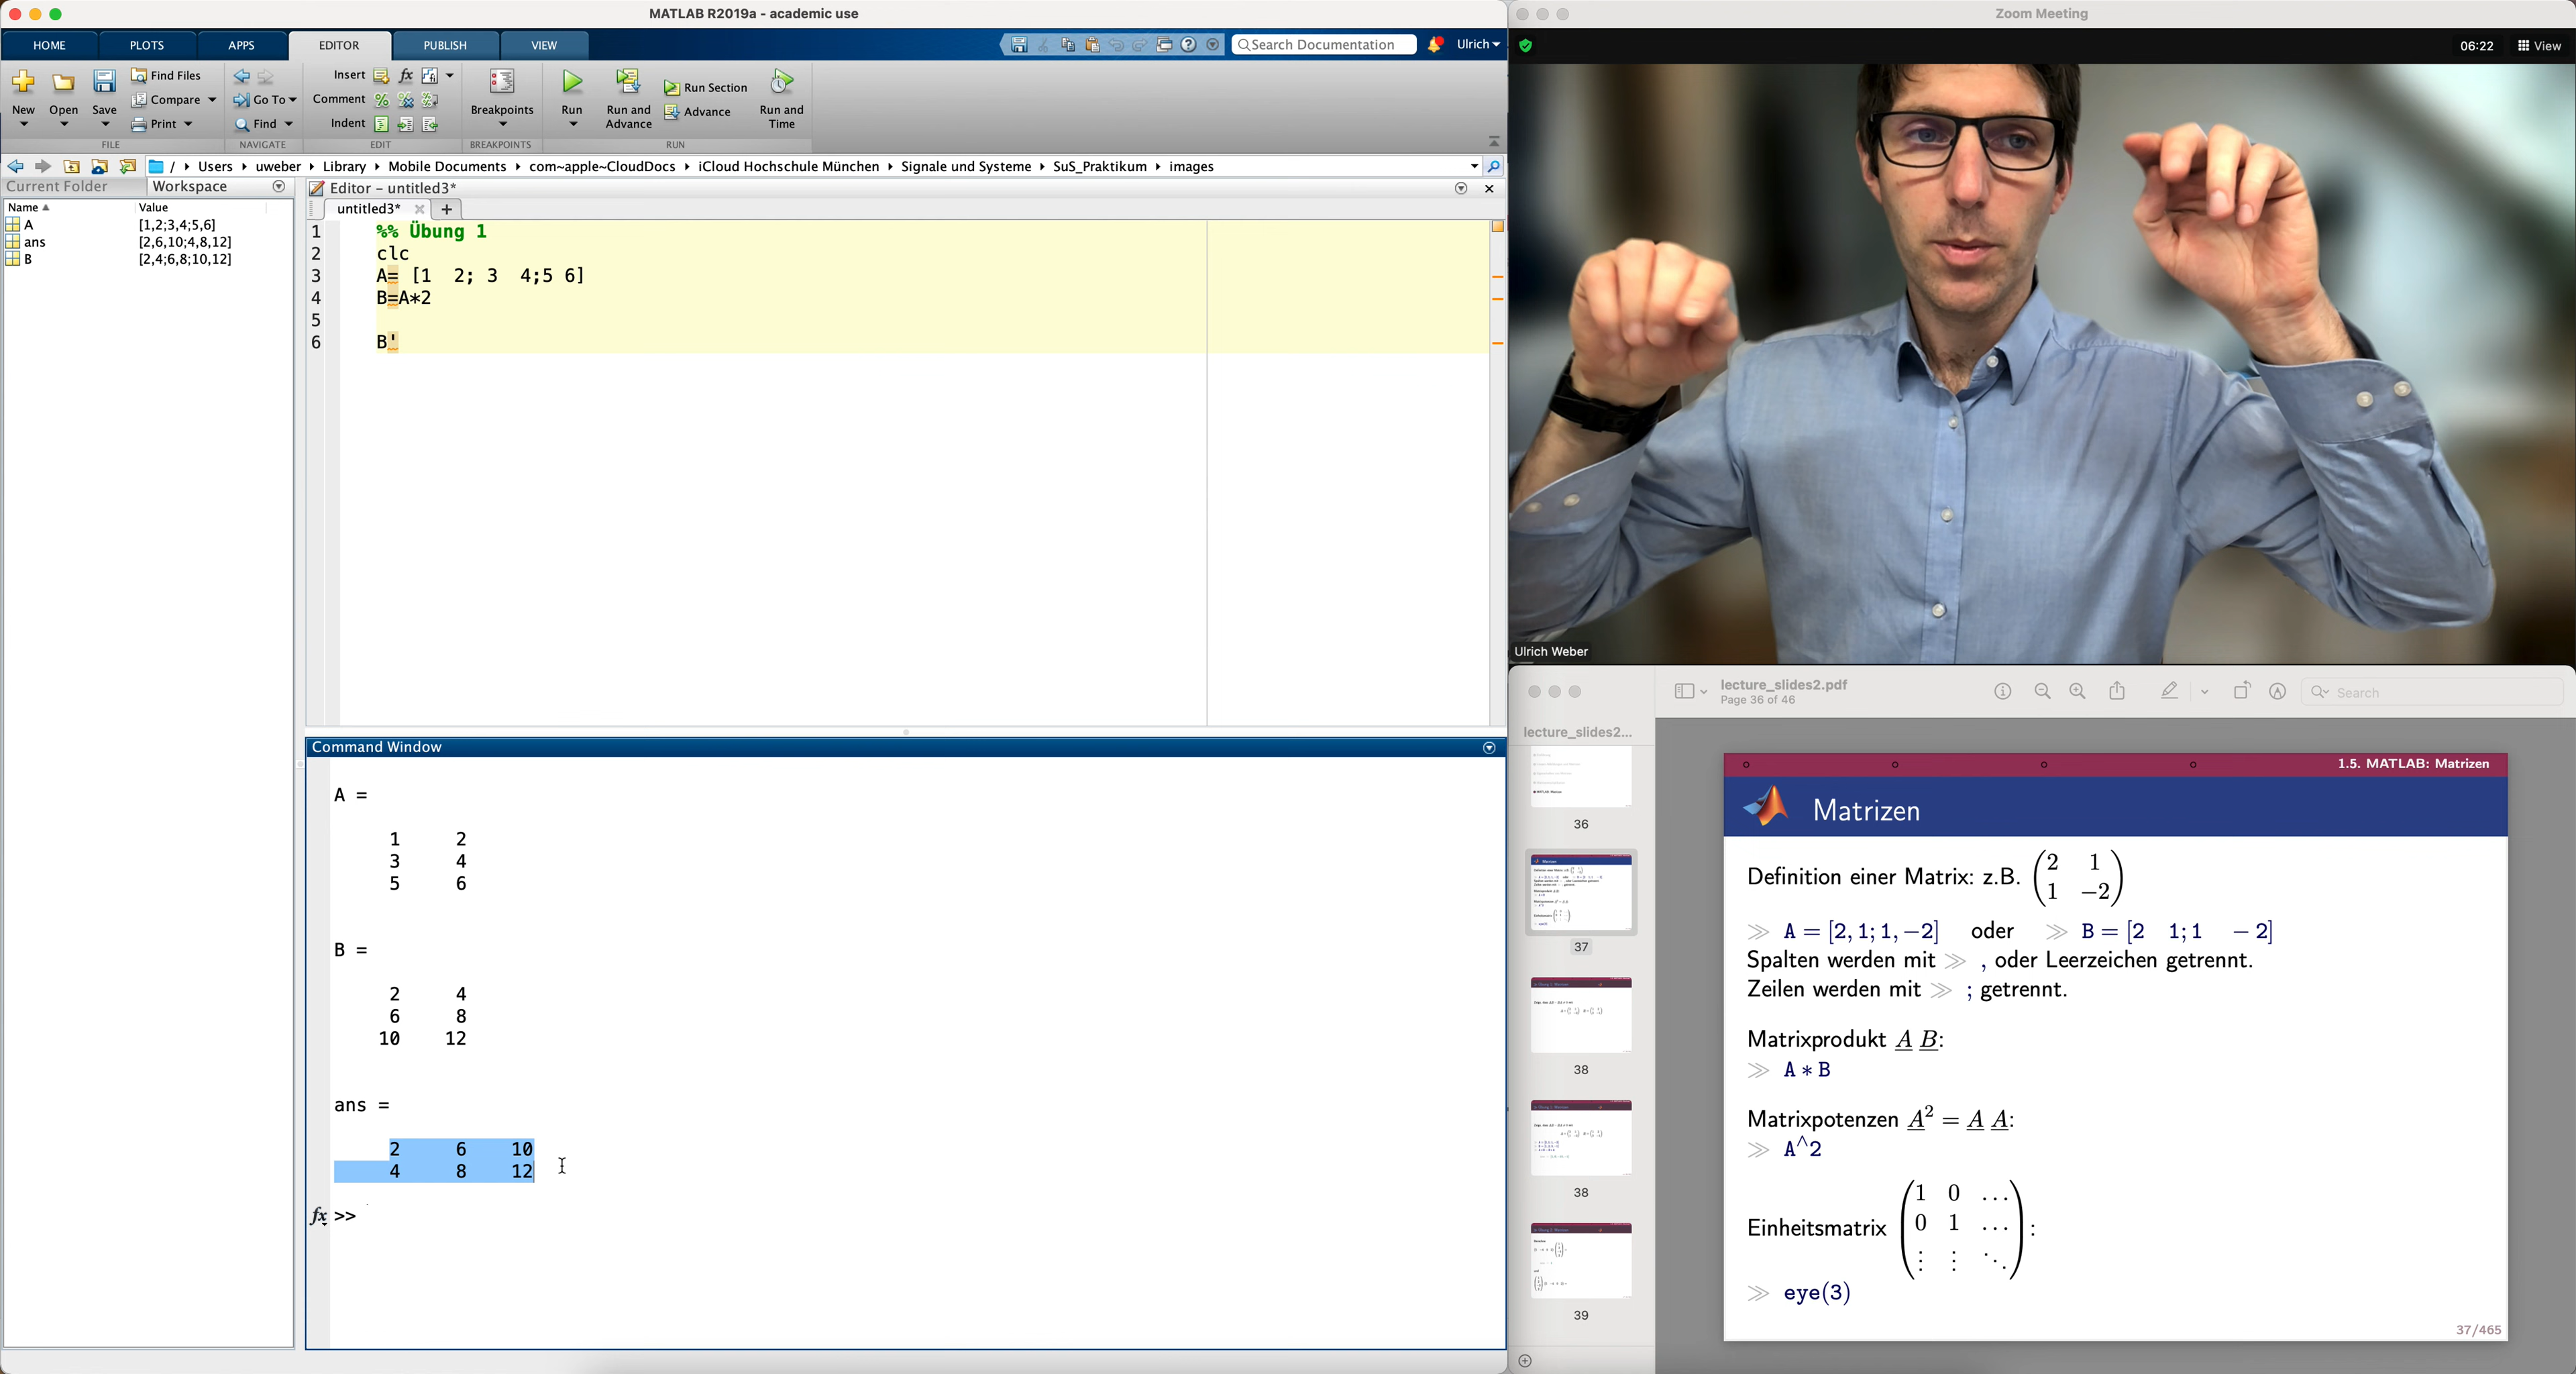 MATLAB R2019a - academic use
HOME PLOTS APPS EDITOR PUBLISH VIEW
Search Documentation Ulrich
New Open Save Find Files Compare Print
FILE
Go To Find
NAVIGATE
Insert fx
Comment
Indent
EDIT
Breakpoints
BREAKPOINTS
Run Run and Advance Run Section Advance Run and Time
RUN
/ Users uweber Library Mobile Documents com~apple~CloudDocs iCloud Hochschule München Signale und Systeme SuS_Praktikum images
Current Folder Workspace
Name Value
A [1,2;3,4;5,6]
ans [2,6,10;4,8,12]
B [2,4;6,8;10,12]
Editor - untitled3*
untitled3* +
1 %% Übung 1
2 clc
3 A= [1 2; 3 4;5 6]
4 B=A*2
5
6 B'
Command Window
A =
1 2
3 4
5 6
B =
2 4
6 8
10 12
ans =
2 6 10
4 8 12
fx >>
Zoom Meeting
06:22 View
Ulrich Weber
lecture_slides2.pdf
Page 36 of 46
Search
lecture_slides2...
36
37
38
38
39
1.5. MATLAB: Matrizen
Matrizen
Definition einer Matrix: z.B. (2 1
1 −2)
≫ A = [2, 1; 1, −2] oder ≫ B = [2 1; 1 − 2]
Spalten werden mit ≫ , oder Leerzeichen getrennt.
Zeilen werden mit ≫ ; getrennt.
Matrixprodukt A B:
≫ A ∗ B
Matrixpotenzen A² = A A:
≫ A^2
Einheitsmatrix (1 0 …
0 1 …
⋮ ⋮ ⋱) :
≫ eye(3)
37/465